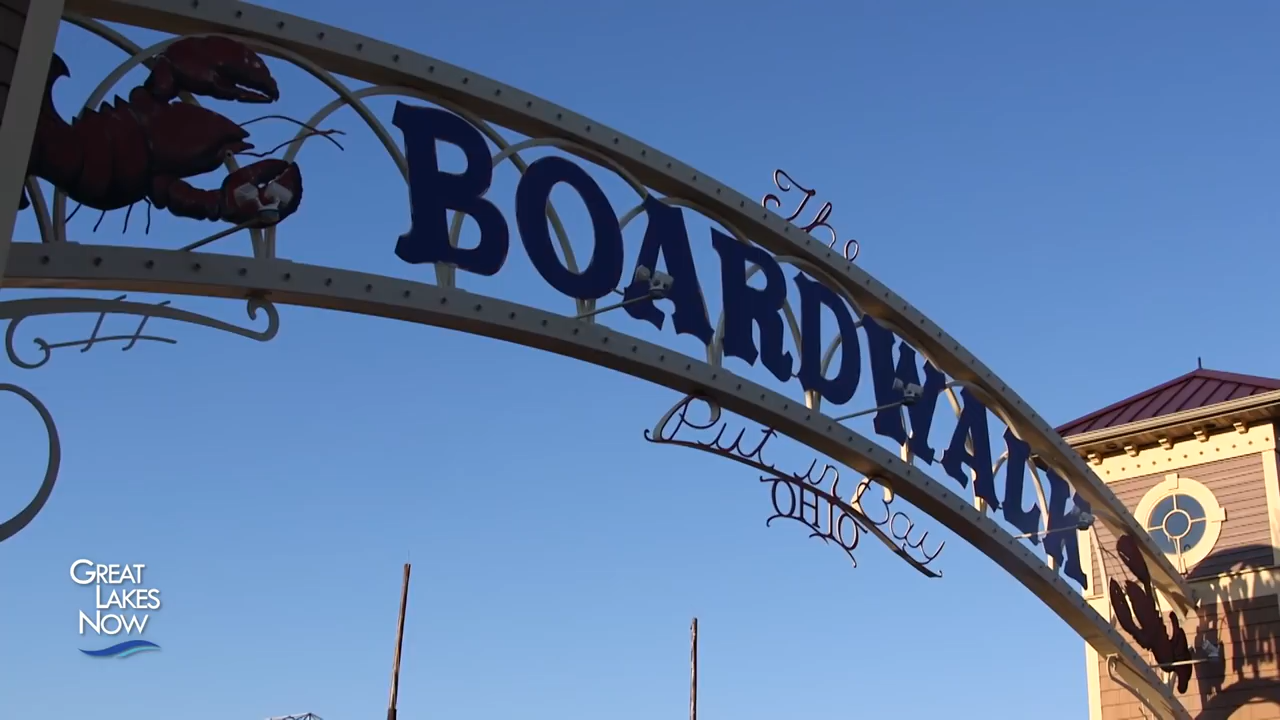 The
BOARDWALK
Put in Bay
OHIO
GREAT
LAKES
NOW